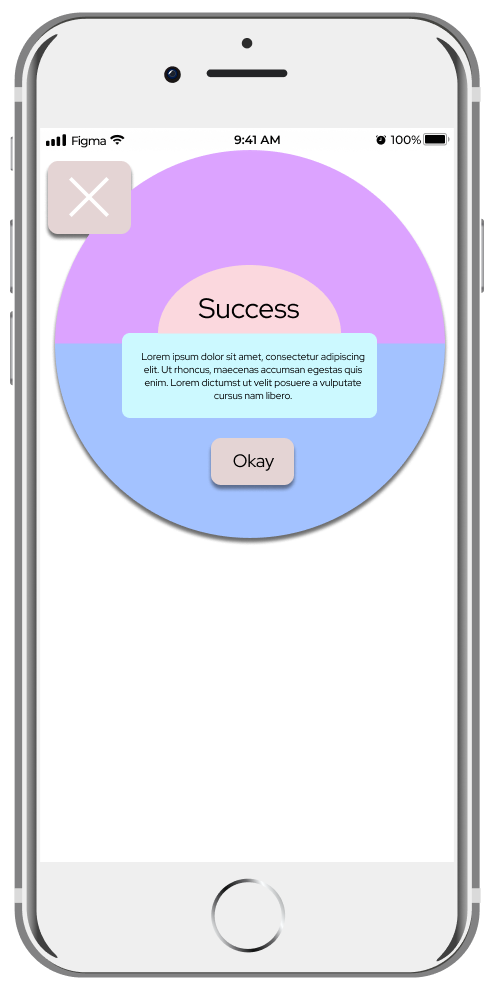 Figma 9:41 AM 100%
Success
Lorem ipsum dolor sit amet, consectetur adipiscing
elit. Ut rhoncus, maecenas accumsan egestas quis
enim. Lorem dictumst ut velit posuere a vulputate
cursus nam libero.
Okay